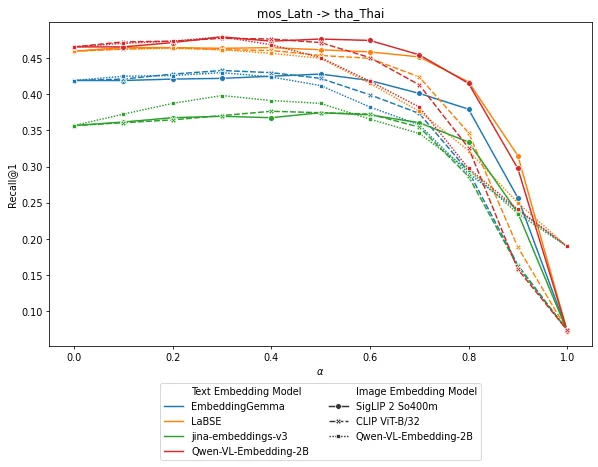 mos_Latn -> tha_Thai
Recall@1
0.45
0.40
0.35
0.30
0.25
0.20
0.15
0.10
0.0 0.2 0.4 0.6 0.8 1.0
α
Text Embedding Model
EmbeddingGemma
LaBSE
jina-embeddings-v3
Qwen-VL-Embedding-2B
Image Embedding Model
SigLIP 2 So400m
CLIP ViT-B/32
Qwen-VL-Embedding-2B